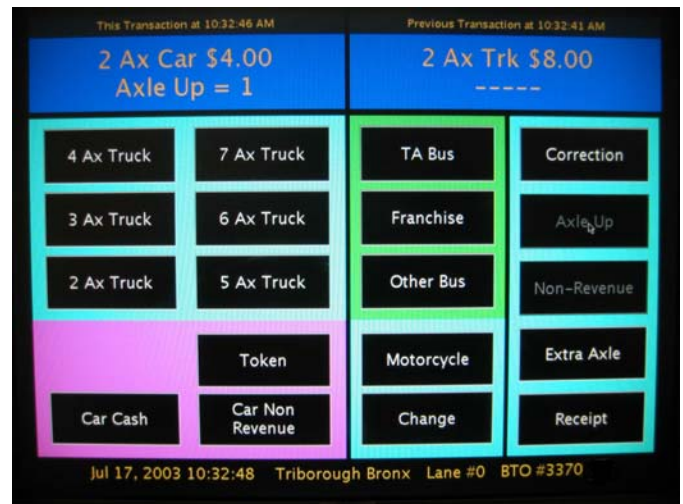 This Transaction at 10:32:46 AM
Previous Transaction at 10:32:41 AM
2 Ax Car $4.00
Axle Up = 1
2 Ax Trk $8.00
-----
4 Ax Truck
7 Ax Truck
TA Bus
Correction
3 Ax Truck
6 Ax Truck
Franchise
Axle Up
2 Ax Truck
5 Ax Truck
Other Bus
Non-Revenue
Token
Motorcycle
Extra Axle
Car Cash
Car Non
Revenue
Change
Receipt
Jul 17, 2003 10:32:48 Triborough Bronx Lane #0 BTO #3370